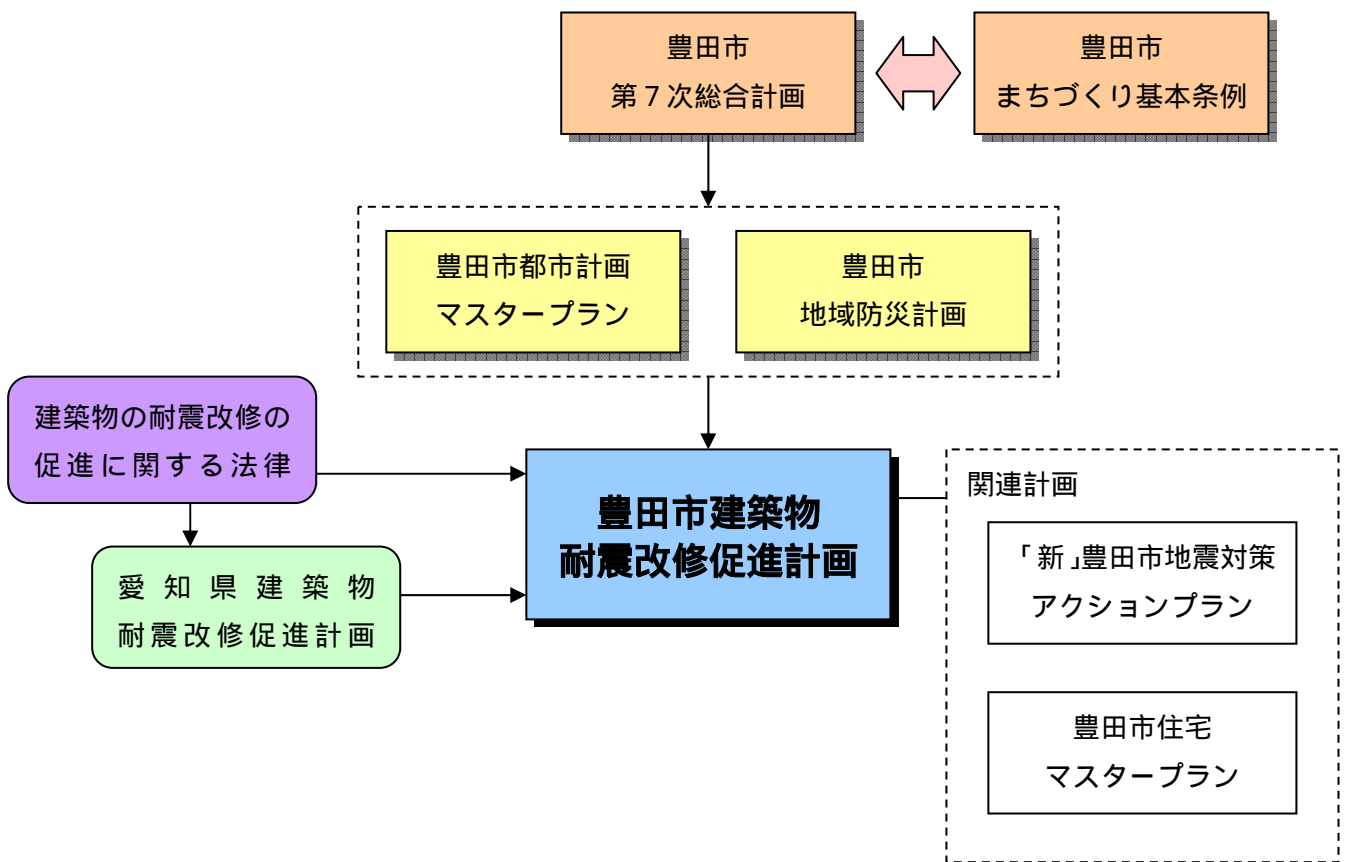 豊田市
第７次総合計画
豊田市
まちづくり基本条例
豊田市都市計画
マスタープラン
豊田市
地域防災計画
建築物の耐震改修の
促進に関する法律
愛知県建築物
耐震改修促進計画
豊田市建築物
耐震改修促進計画
関連計画
「新」豊田市地震対策
アクションプラン
豊田市住宅
マスタープラン